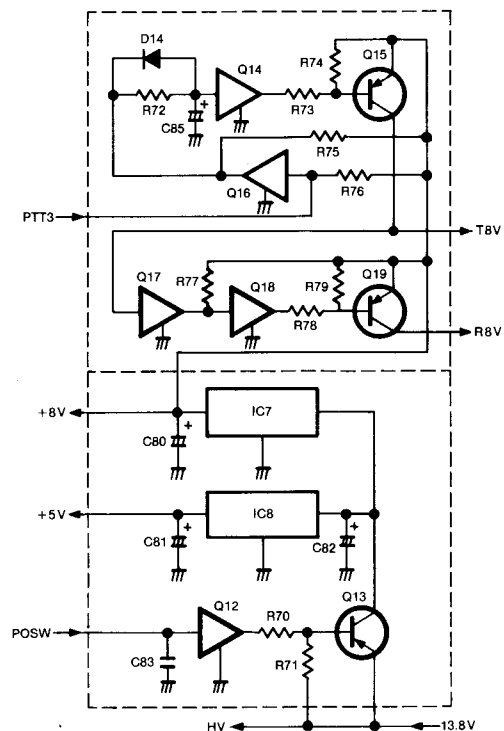 D14
Q14
R74
Q15
R72
C85
+
R73
R75
Q16
R76
PTT3
T8V
Q17
R77
Q18
R79
Q19
R78
R8V
+8V
+
IC7
C80
+5V
+
IC8
+
C81
C82
Q13
POSW
Q12
R70
R71
C83
HV
13.8V